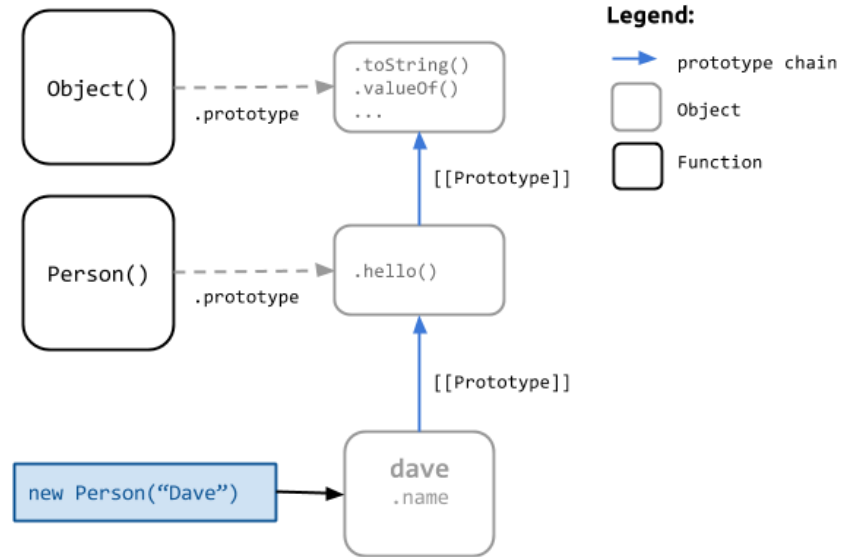 Legend:
prototype chain
Object
Function
Object()
.prototype
.toString()
.valueOf()
...
[[Prototype]]
Person()
.prototype
.hello()
[[Prototype]]
new Person(“Dave”)
dave
.name